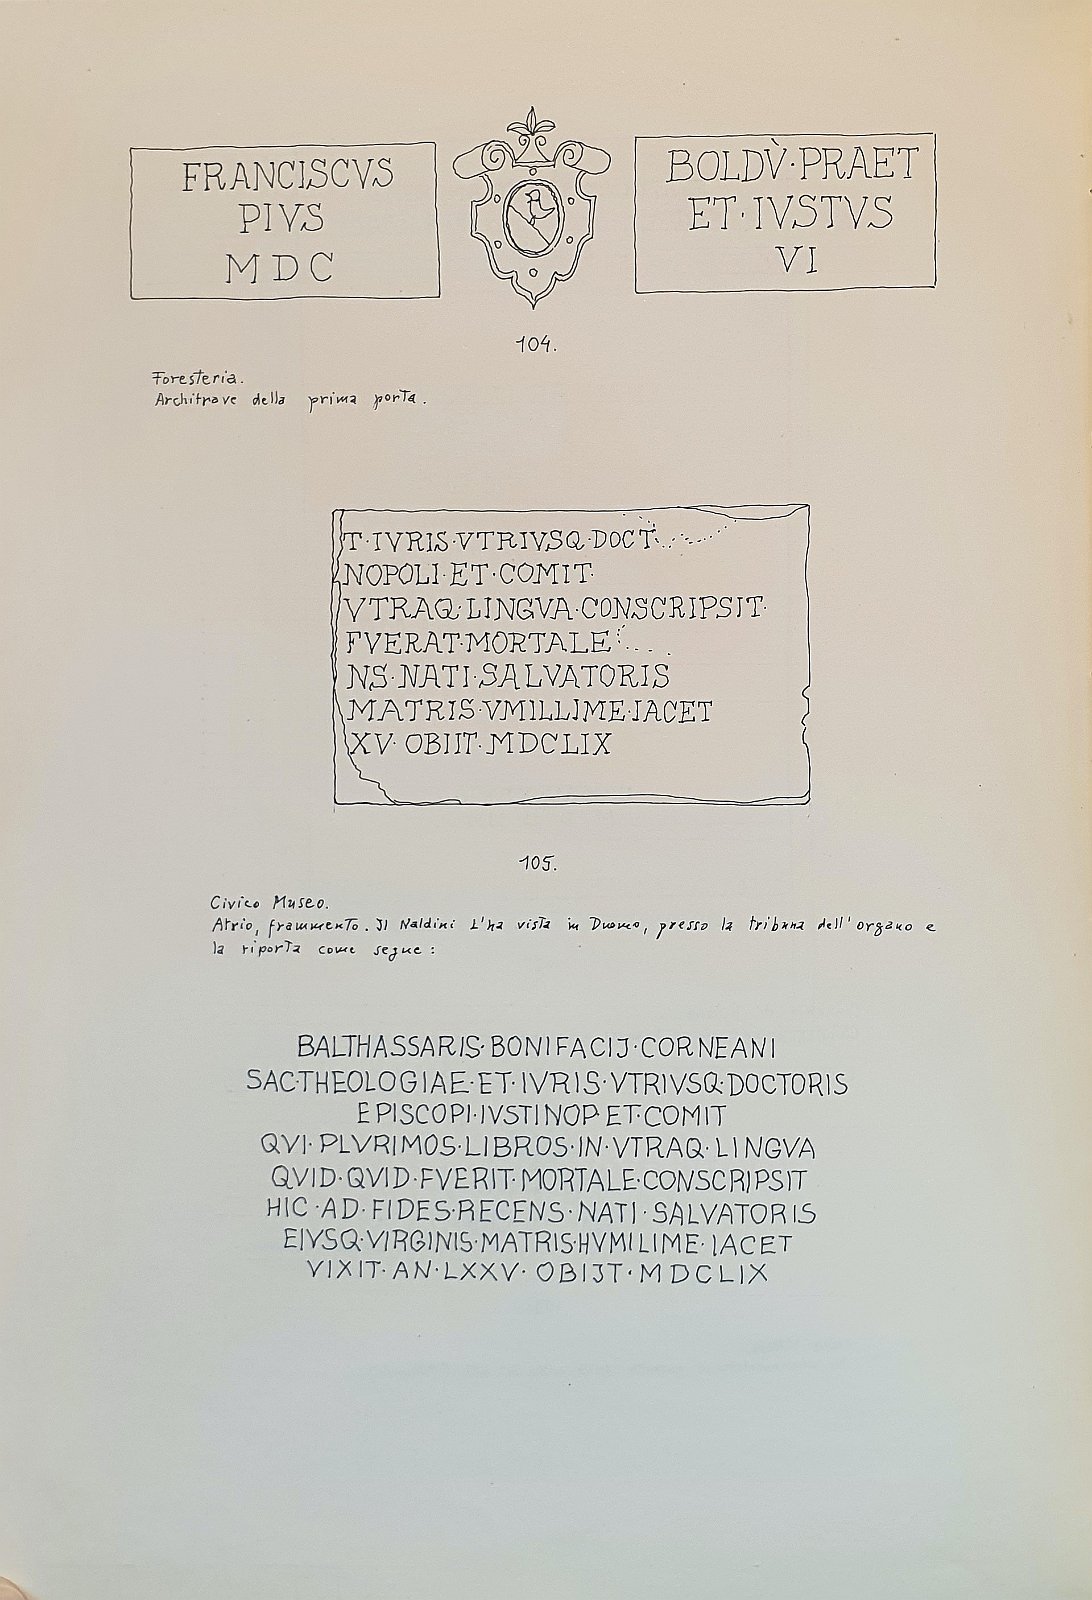 FRANCISCVS
PIVS
MDC
BOLDÙ·PRAET
ET·IVSTVS
VI
104.
Foresteria.
Architrave della prima porta.
T·IVRIS·VTRIVSQ·DOCT
NOPOLI·ET·COMIT·
VTRAQ·LINGVA·CONSCRIPSIT·
FVERAT·MORTALE
NS·NATI·SALVATORIS
MATRIS·VMILLIME·IACET
XV·OBIIT·MDCLIX
105.
Civico Museo.
Atrio, frammento. Il Naldini l'ha vista in Duomo, presso la tribuna dell'organo e
la riporta come segue:
BALTHASSARIS·BONIFACIJ·CORNEANI
SAC·THEOLOGIAE·ET·IVRIS·VTRIVSQ·DOCTORIS
EPISCOPI·IVSTINOP·ET·COMIT
QVI·PLVRIMOS·LIBROS·IN·VTRAQ·LINGVA
QVID·QVID·FVERIT·MORTALE·CONSCRIPSIT
HIC·AD·FIDES·RECENS·NATI·SALVATORIS
EIVSQ·VIRGINIS·MATRIS·HVMILIME·IACET
VIXIT·AN·LXXV·OBIJT·MDCLIX